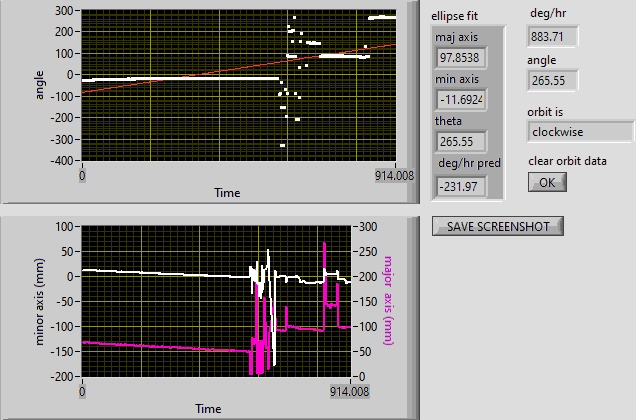 300
200
100
0
-100
-200
-300
-400
angle
0
914.008
Time
ellipse fit
maj axis
97.8538
min axis
-11.6924
theta
265.55
deg/hr pred
-231.97
deg/hr
883.71
angle
265.55
orbit is
clockwise
clear orbit data
OK
SAVE SCREENSHOT
100
50
0
-50
-100
-150
-200
minor axis (mm)
300
250
200
150
100
50
0
major axis (mm)
0
914.008
Time